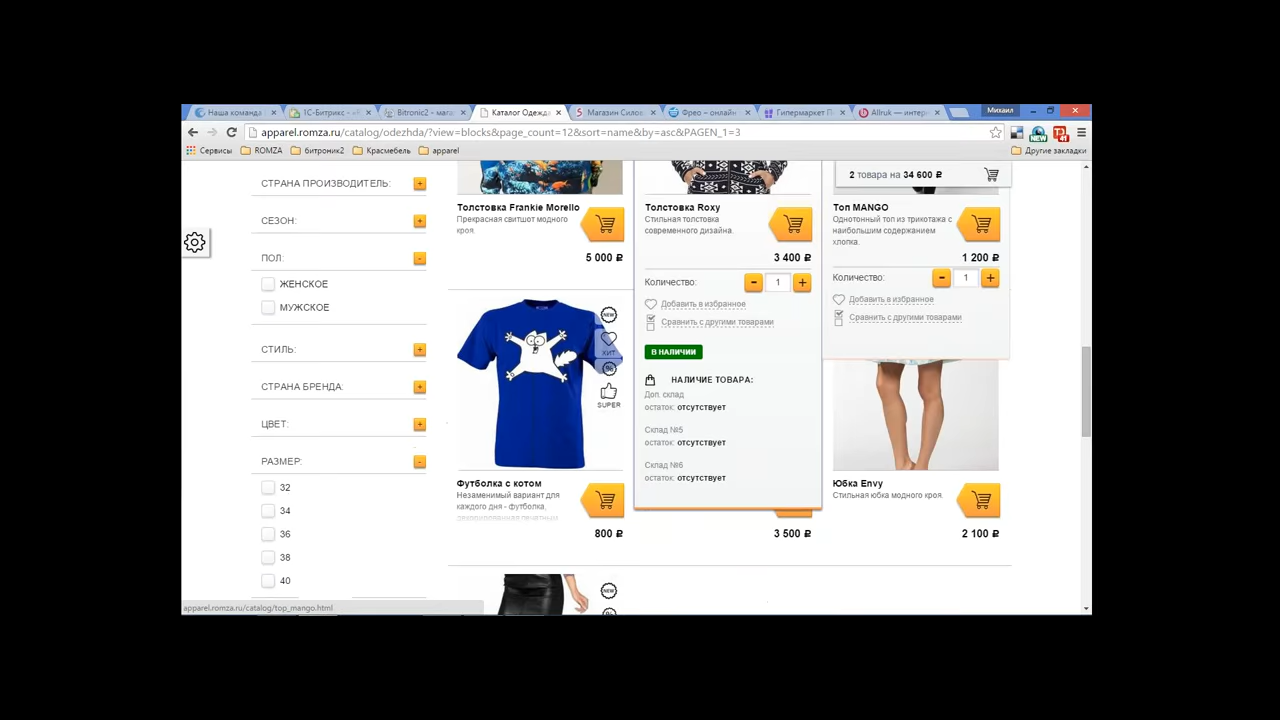 Наша команда
1С-Битрикс -
Bitronic2 - мага
Каталог Одежд
Магазин Силов
Фрео – онлайн
Гипермаркет П
Allruk — интер
Михаил
apparel.romza.ru/catalog/odezhda/?view=blocks&page_count=12&sort=name&by=asc&PAGEN_1=3
Сервисы
ROMZA
битроник2
Красмебель
apparel
Другие закладки
NEW
41
2 товара на 34 600 ₽
СТРАНА ПРОИЗВОДИТЕЛЬ:
СЕЗОН:
ПОЛ:
ЖЕНСКОЕ
МУЖСКОЕ
СТИЛЬ:
СТРАНА БРЕНДА:
ЦВЕТ:
РАЗМЕР:
32
34
36
38
40
Толстовка Frankie Morello
Прекрасная свитшот модного
кроя.
5 000 ₽
Толстовка Roxy
Стильная толстовка
современного дизайна.
3 400 ₽
Количество:
- 1 +
Добавить в избранное
Сравнить с другими товарами
В НАЛИЧИИ
НАЛИЧИЕ ТОВАРА:
Доп. склад
остаток: отсутствует
Склад №5
остаток: отсутствует
Склад №6
остаток: отсутствует
3 500 ₽
Топ MANGO
Однотонный топ из трикотажа с
наибольшим содержанием
хлопка.
1 200 ₽
Количество:
- 1 +
Добавить в избранное
Сравнить с другими товарами
NEW
ХИТ
%
SUPER
Футболка с котом
Незаменимый вариант для
каждого дня - футболка,
декорированная печатным
800 ₽
Юбка Envy
Стильная юбка модного кроя.
2 100 ₽
NEW
apparel.romza.ru/catalog/top_mango.html